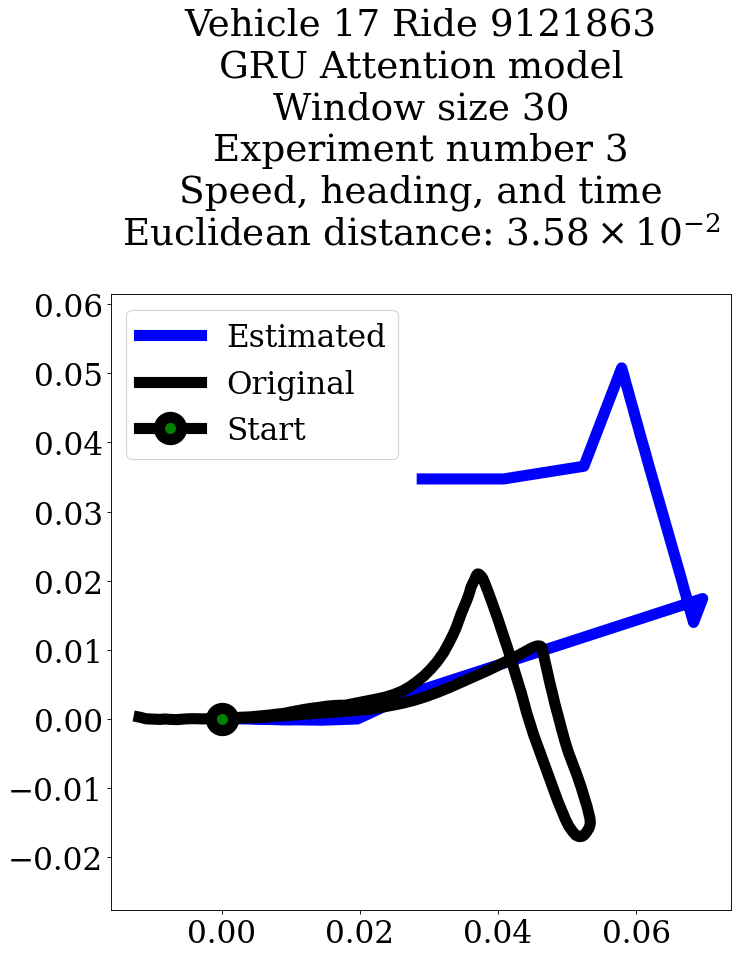 Vehicle 17 Ride 9121863
GRU Attention model
Window size 30
Experiment number 3
Speed, heading, and time
Euclidean distance: 3.58 × 10⁻²
0.06
0.05
0.04
0.03
0.02
0.01
0.00
−0.01
−0.02
Estimated
Original
Start
0.00 0.02 0.04 0.06